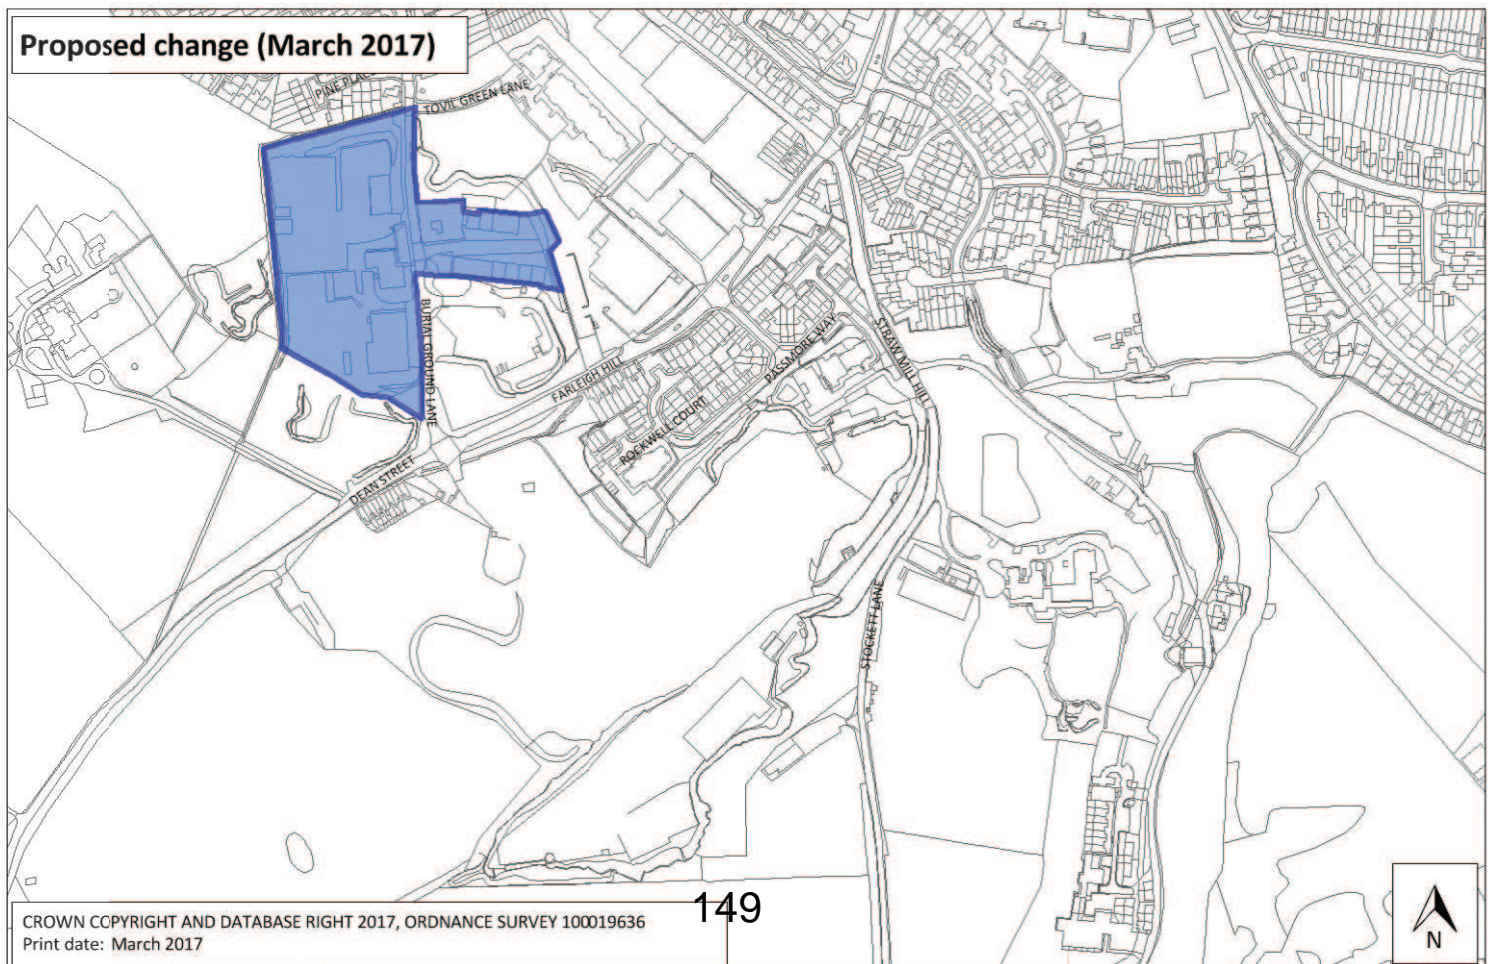 Proposed change (March 2017)
PINE PLACE
TOVIL GREEN LANE
BURIAL GROUND LANE
FARLEIGH HILL
PASSMORE WAY
STRAW MILL HILL
ROCKWELL COURT
DEAN STREET
STOCKETT LANE
149
CROWN COPYRIGHT AND DATABASE RIGHT 2017, ORDNANCE SURVEY 100019636
Print date: March 2017
N